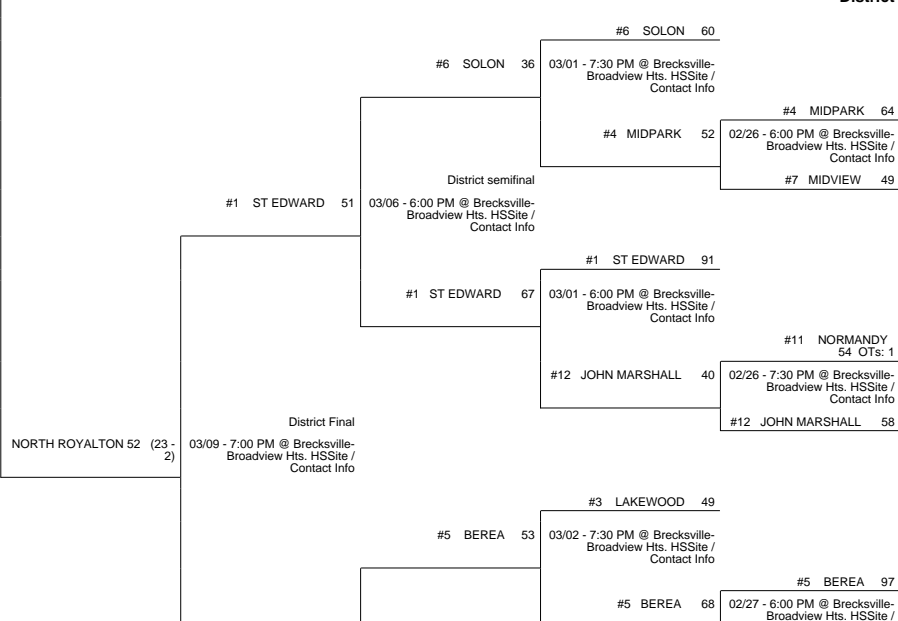 District
#6 SOLON 60
#6 SOLON 36
03/01 - 7:30 PM @ Brecksville-
Broadview Hts. HSSite /
Contact Info
#4 MIDPARK 64
#4 MIDPARK 52
02/26 - 6:00 PM @ Brecksville-
Broadview Hts. HSSite /
Contact Info
#7 MIDVIEW 49
District semifinal
#1 ST EDWARD 51
03/06 - 6:00 PM @ Brecksville-
Broadview Hts. HSSite /
Contact Info
#1 ST EDWARD 91
#1 ST EDWARD 67
03/01 - 6:00 PM @ Brecksville-
Broadview Hts. HSSite /
Contact Info
#11 NORMANDY
54 OTs: 1
#12 JOHN MARSHALL 40
02/26 - 7:30 PM @ Brecksville-
Broadview Hts. HSSite /
Contact Info
#12 JOHN MARSHALL 58
District Final
NORTH ROYALTON 52 (23 -
2)
03/09 - 7:00 PM @ Brecksville-
Broadview Hts. HSSite /
Contact Info
#3 LAKEWOOD 49
#5 BEREA 53
03/02 - 7:30 PM @ Brecksville-
Broadview Hts. HSSite /
Contact Info
#5 BEREA 97
#5 BEREA 68
02/27 - 6:00 PM @ Brecksville-
Broadview Hts. HSSite /